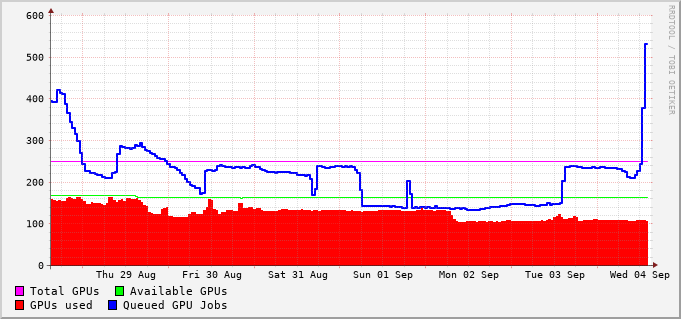 600
500
400
300
200
100
0
Thu 29 Aug Fri 30 Aug Sat 31 Aug Sun 01 Sep Mon 02 Sep Tue 03 Sep Wed 04 Sep
Total GPUs Available GPUs
GPUs used Queued GPU Jobs
RRDTOOL / TOBI OETIKER